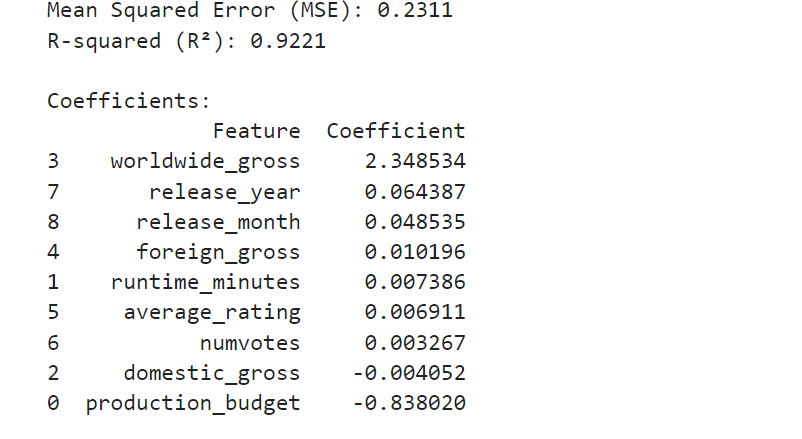 Mean Squared Error (MSE): 0.2311
R-squared (R²): 0.9221
Coefficients:
Feature Coefficient
3 worldwide_gross 2.348534
7 release_year 0.064387
8 release_month 0.048535
4 foreign_gross 0.010196
1 runtime_minutes 0.007386
5 average_rating 0.006911
6 numvotes 0.003267
2 domestic_gross -0.004052
0 production_budget -0.838020